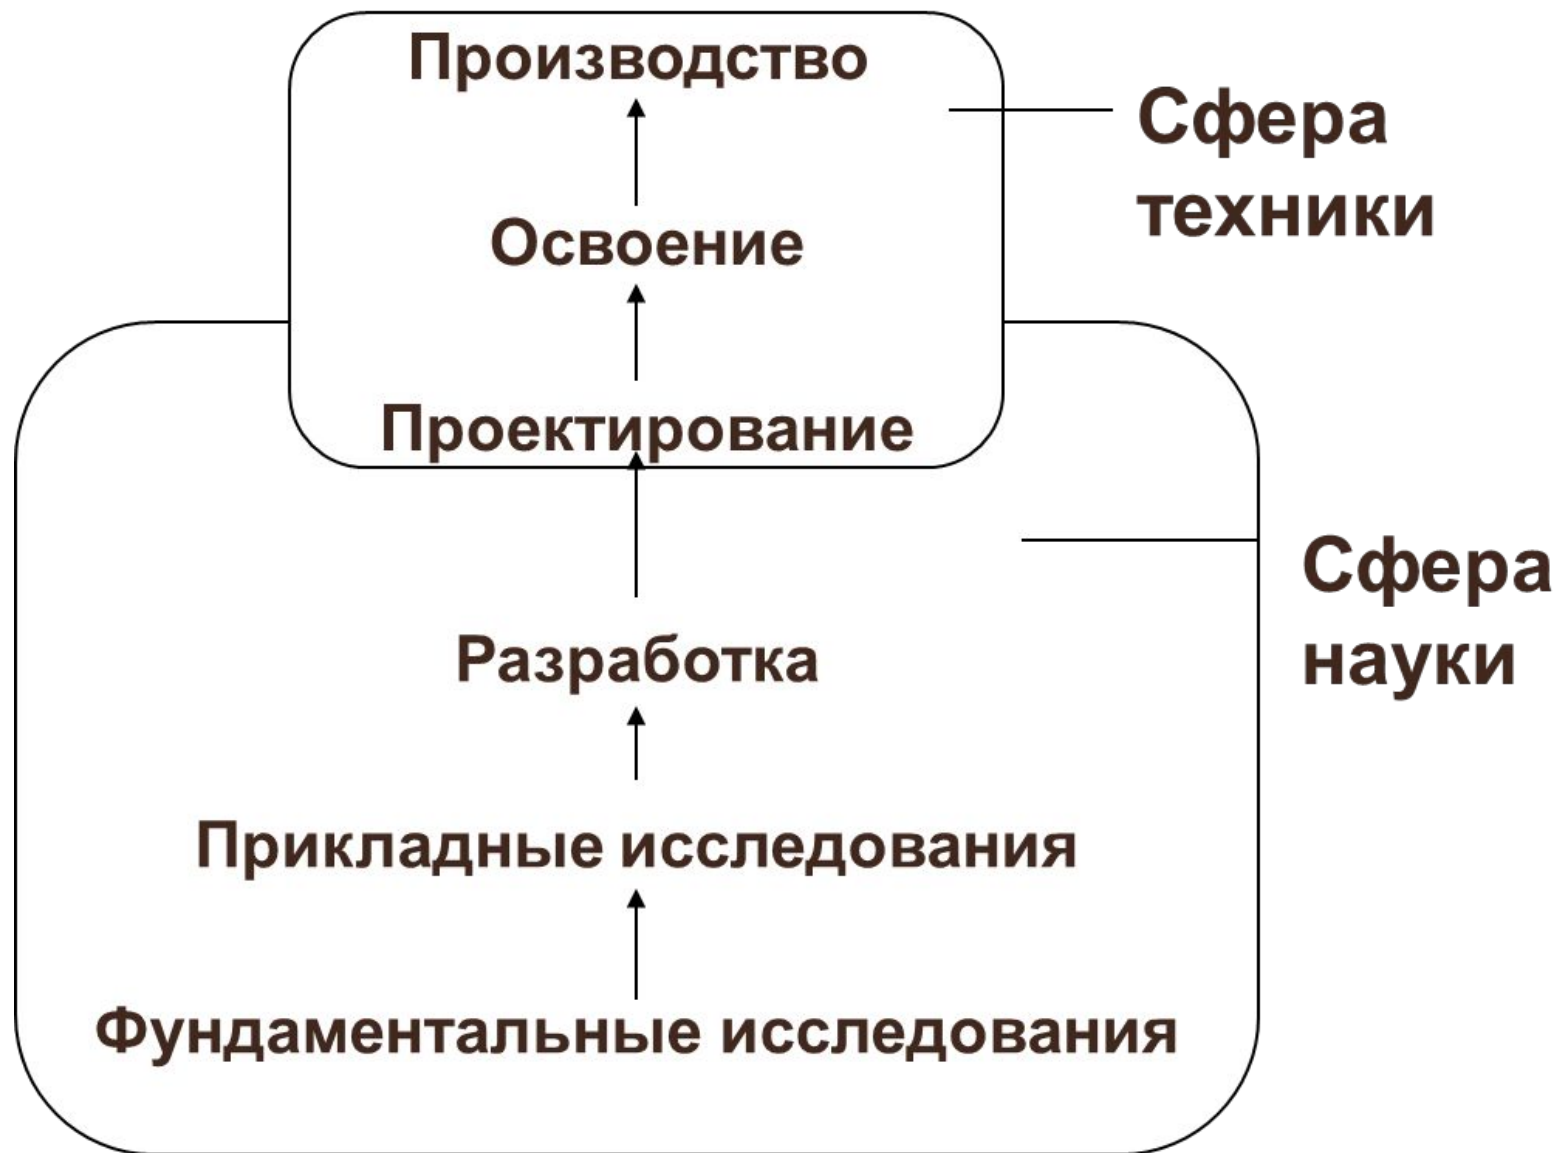 Производство
Сфера
техники
Освоение
Проектирование
Сфера
науки
Разработка
Прикладные исследования
Фундаментальные исследования